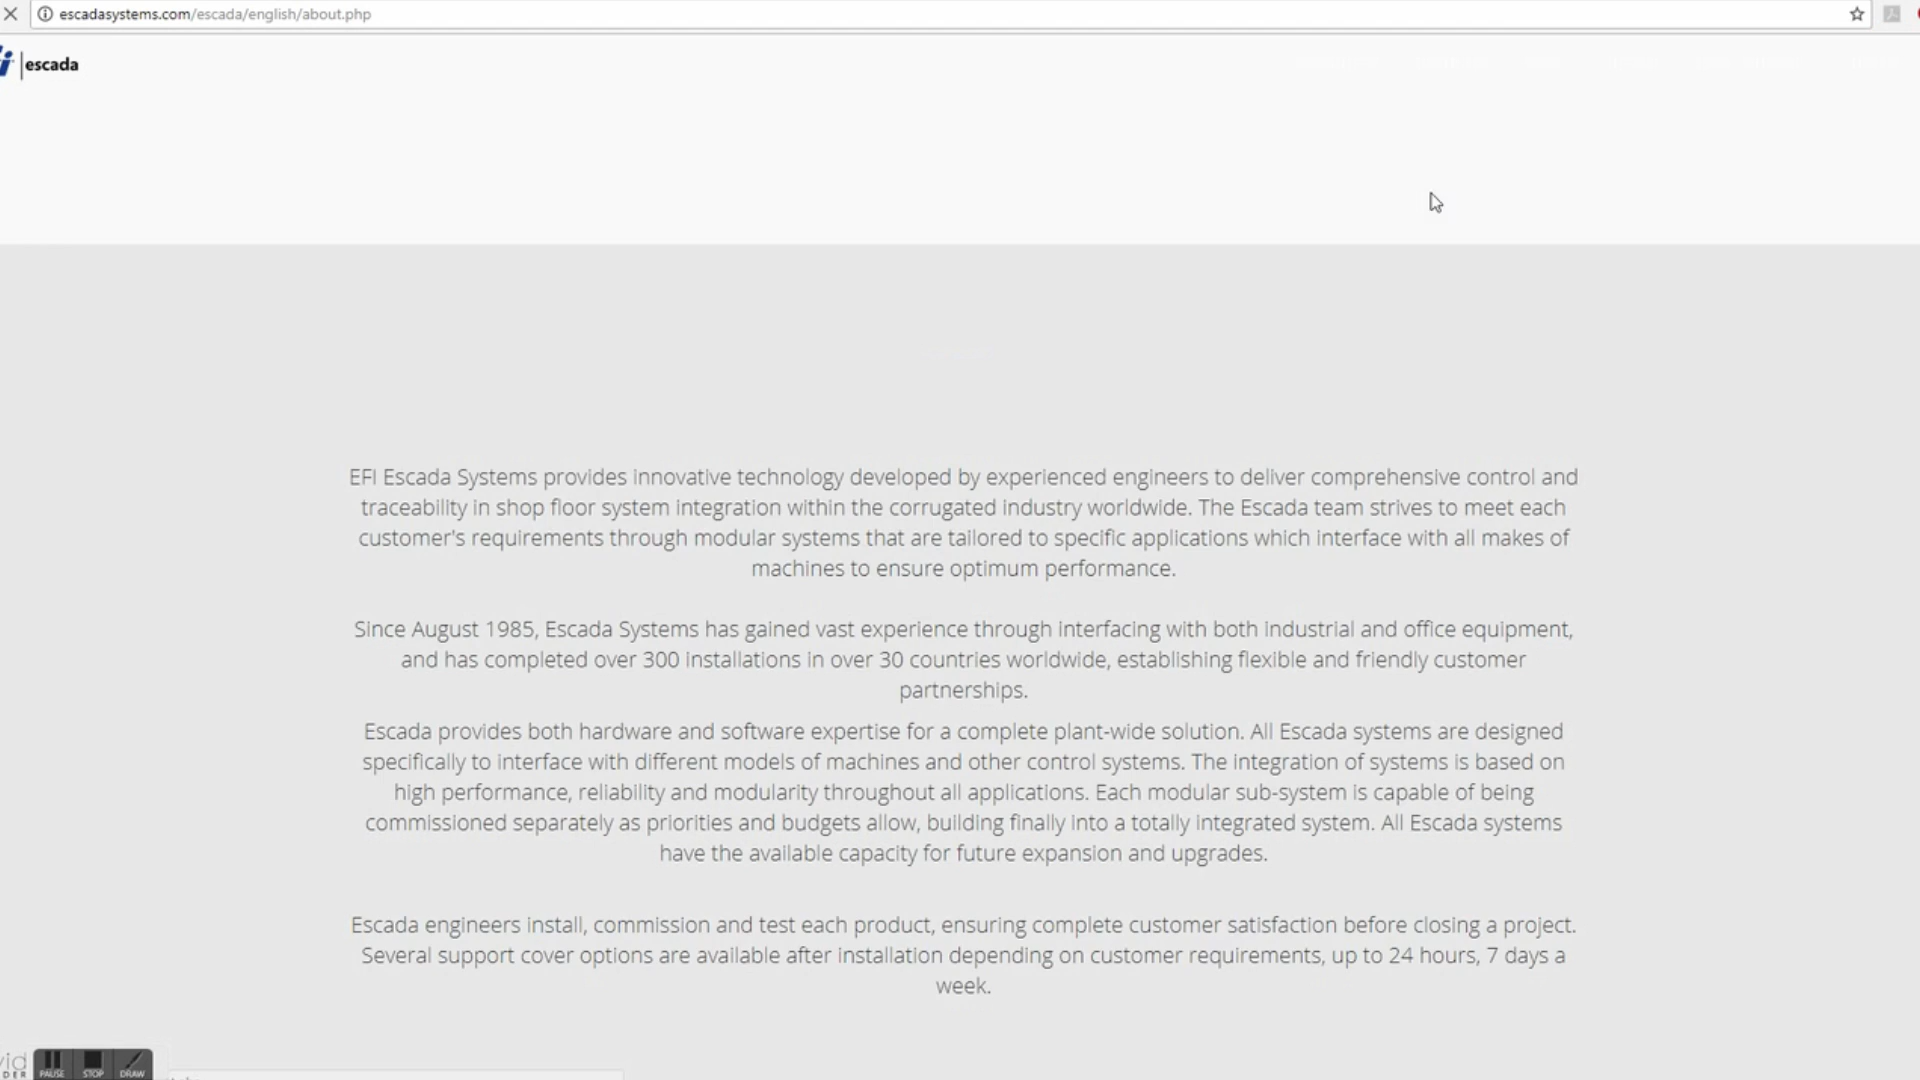 escadasystems.com/escada/english/about.php
escada
EFI Escada Systems provides innovative technology developed by experienced engineers to deliver comprehensive control and
traceability in shop floor system integration within the corrugated industry worldwide. The Escada team strives to meet each
customer's requirements through modular systems that are tailored to specific applications which interface with all makes of
machines to ensure optimum performance.
Since August 1985, Escada Systems has gained vast experience through interfacing with both industrial and office equipment,
and has completed over 300 installations in over 30 countries worldwide, establishing flexible and friendly customer
partnerships.
Escada provides both hardware and software expertise for a complete plant-wide solution. All Escada systems are designed
specifically to interface with different models of machines and other control systems. The integration of systems is based on
high performance, reliability and modularity throughout all applications. Each modular sub-system is capable of being
commissioned separately as priorities and budgets allow, building finally into a totally integrated system. All Escada systems
have the available capacity for future expansion and upgrades.
Escada engineers install, commission and test each product, ensuring complete customer satisfaction before closing a project.
Several support cover options are available after installation depending on customer requirements, up to 24 hours, 7 days a
week.
PAUSE STOP DRAW